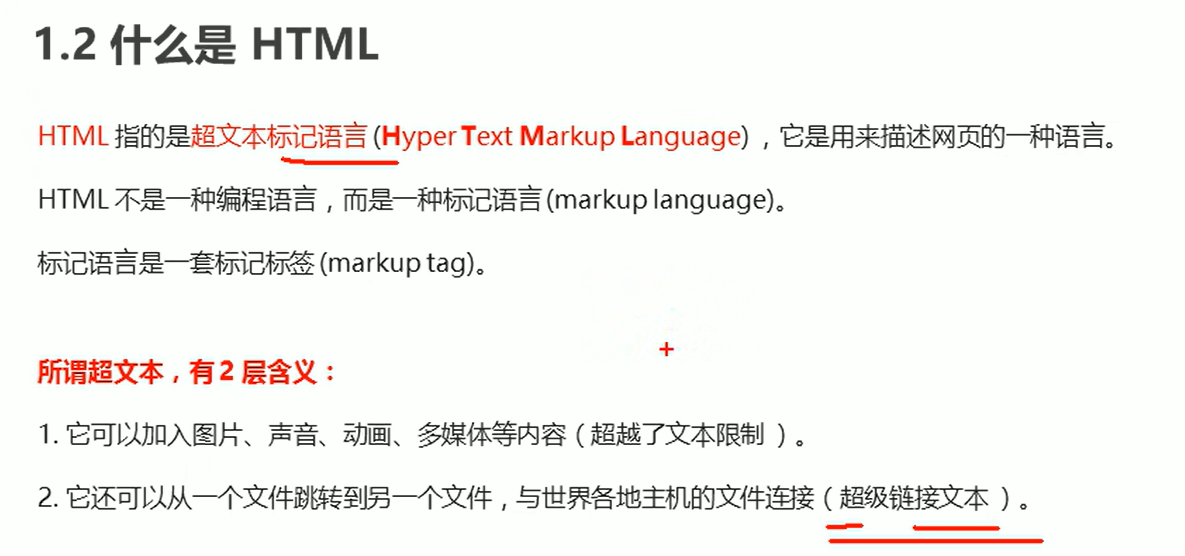 1.2 什么是 HTML
HTML 指的是超文本标记语言 (Hyper Text Markup Language) ，它是用来描述网页的一种语言。
HTML 不是一种编程语言，而是一种标记语言 (markup language)。
标记语言是一套标记标签 (markup tag)。
所谓超文本，有 2 层含义：
1. 它可以加入图片、声音、动画、多媒体等内容（超越了文本限制 ）。
2. 它还可以从一个文件跳转到另一个文件，与世界各地主机的文件连接（超级链接文本 ）。